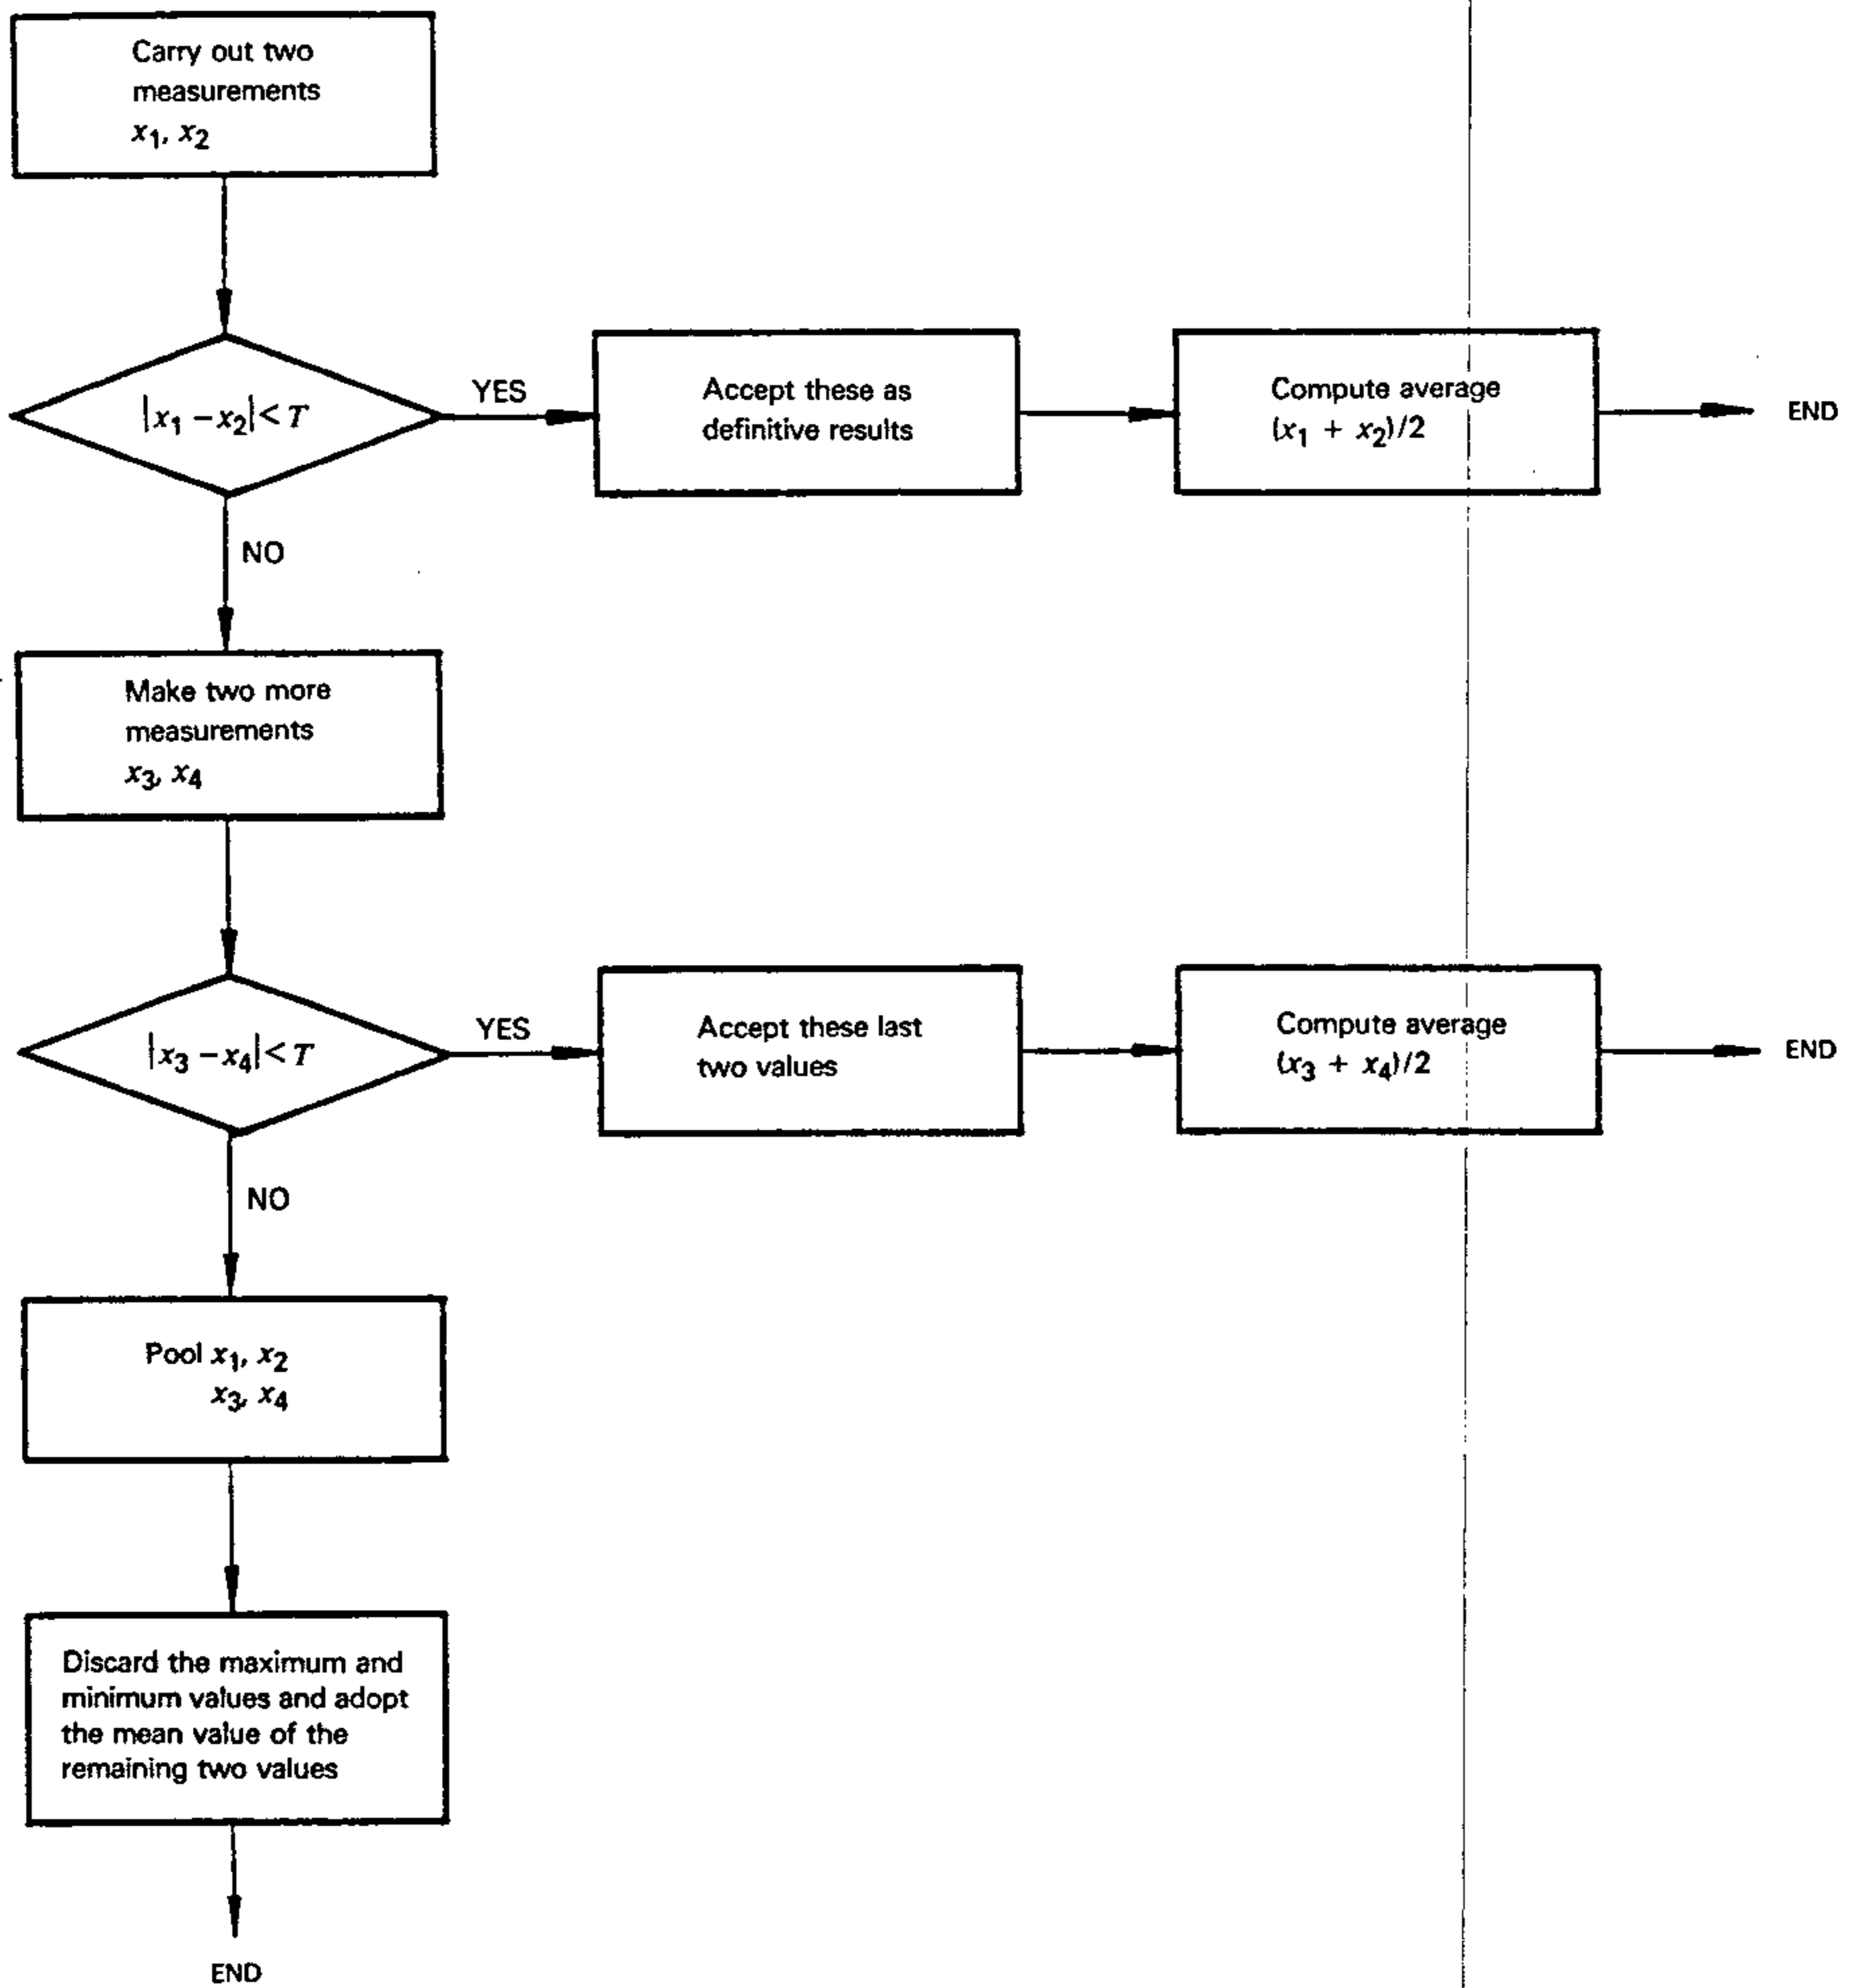 Carry out two
measurements
x1, x2
|x1 − x2| < T
YES
Accept these as
definitive results
Compute average
(x1 + x2)/2
END
NO
Make two more
measurements
x3, x4
|x3 − x4| < T
YES
Accept these last
two values
Compute average
(x3 + x4)/2
END
NO
Pool x1, x2
x3, x4
Discard the maximum and
minimum values and adopt
the mean value of the
remaining two values
END